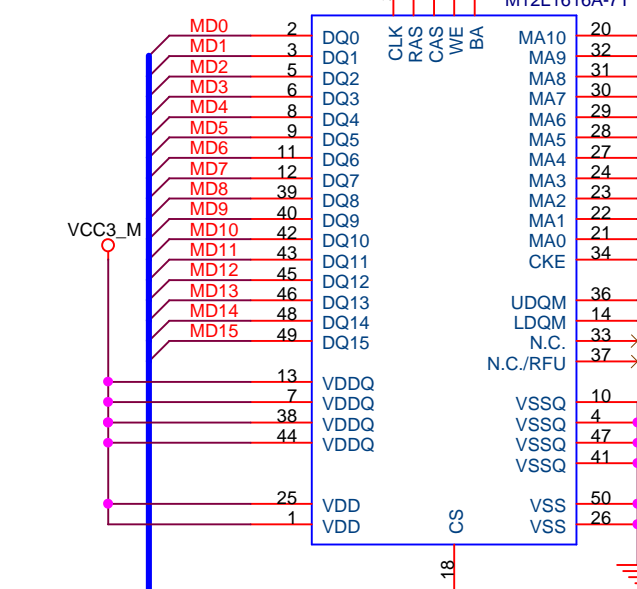 M12L1616A-7T
MD0 2 DQ0 CLK RAS CAS WE BA MA10 20
MD1 3 DQ1 MA9 32
MD2 5 DQ2 MA8 31
MD3 6 DQ3 MA7 30
MD4 8 DQ4 MA6 29
MD5 9 DQ5 MA5 28
MD6 11 DQ6 MA4 27
MD7 12 DQ7 MA3 24
MD8 39 DQ8 MA2 23
MD9 40 DQ9 MA1 22
VCC3_M MD10 42 DQ10 MA0 21
MD11 43 DQ11 CKE 34
MD12 45 DQ12
MD13 46 DQ13 UDQM 36
MD14 48 DQ14 LDQM 14
MD15 49 DQ15 N.C. 33
N.C./RFU 37
13 VDDQ
7 VDDQ VSSQ 10
38 VDDQ VSSQ 4
44 VDDQ VSSQ 47
VSSQ 41
25 VDD VSS 50
1 VDD CS VSS 26
18